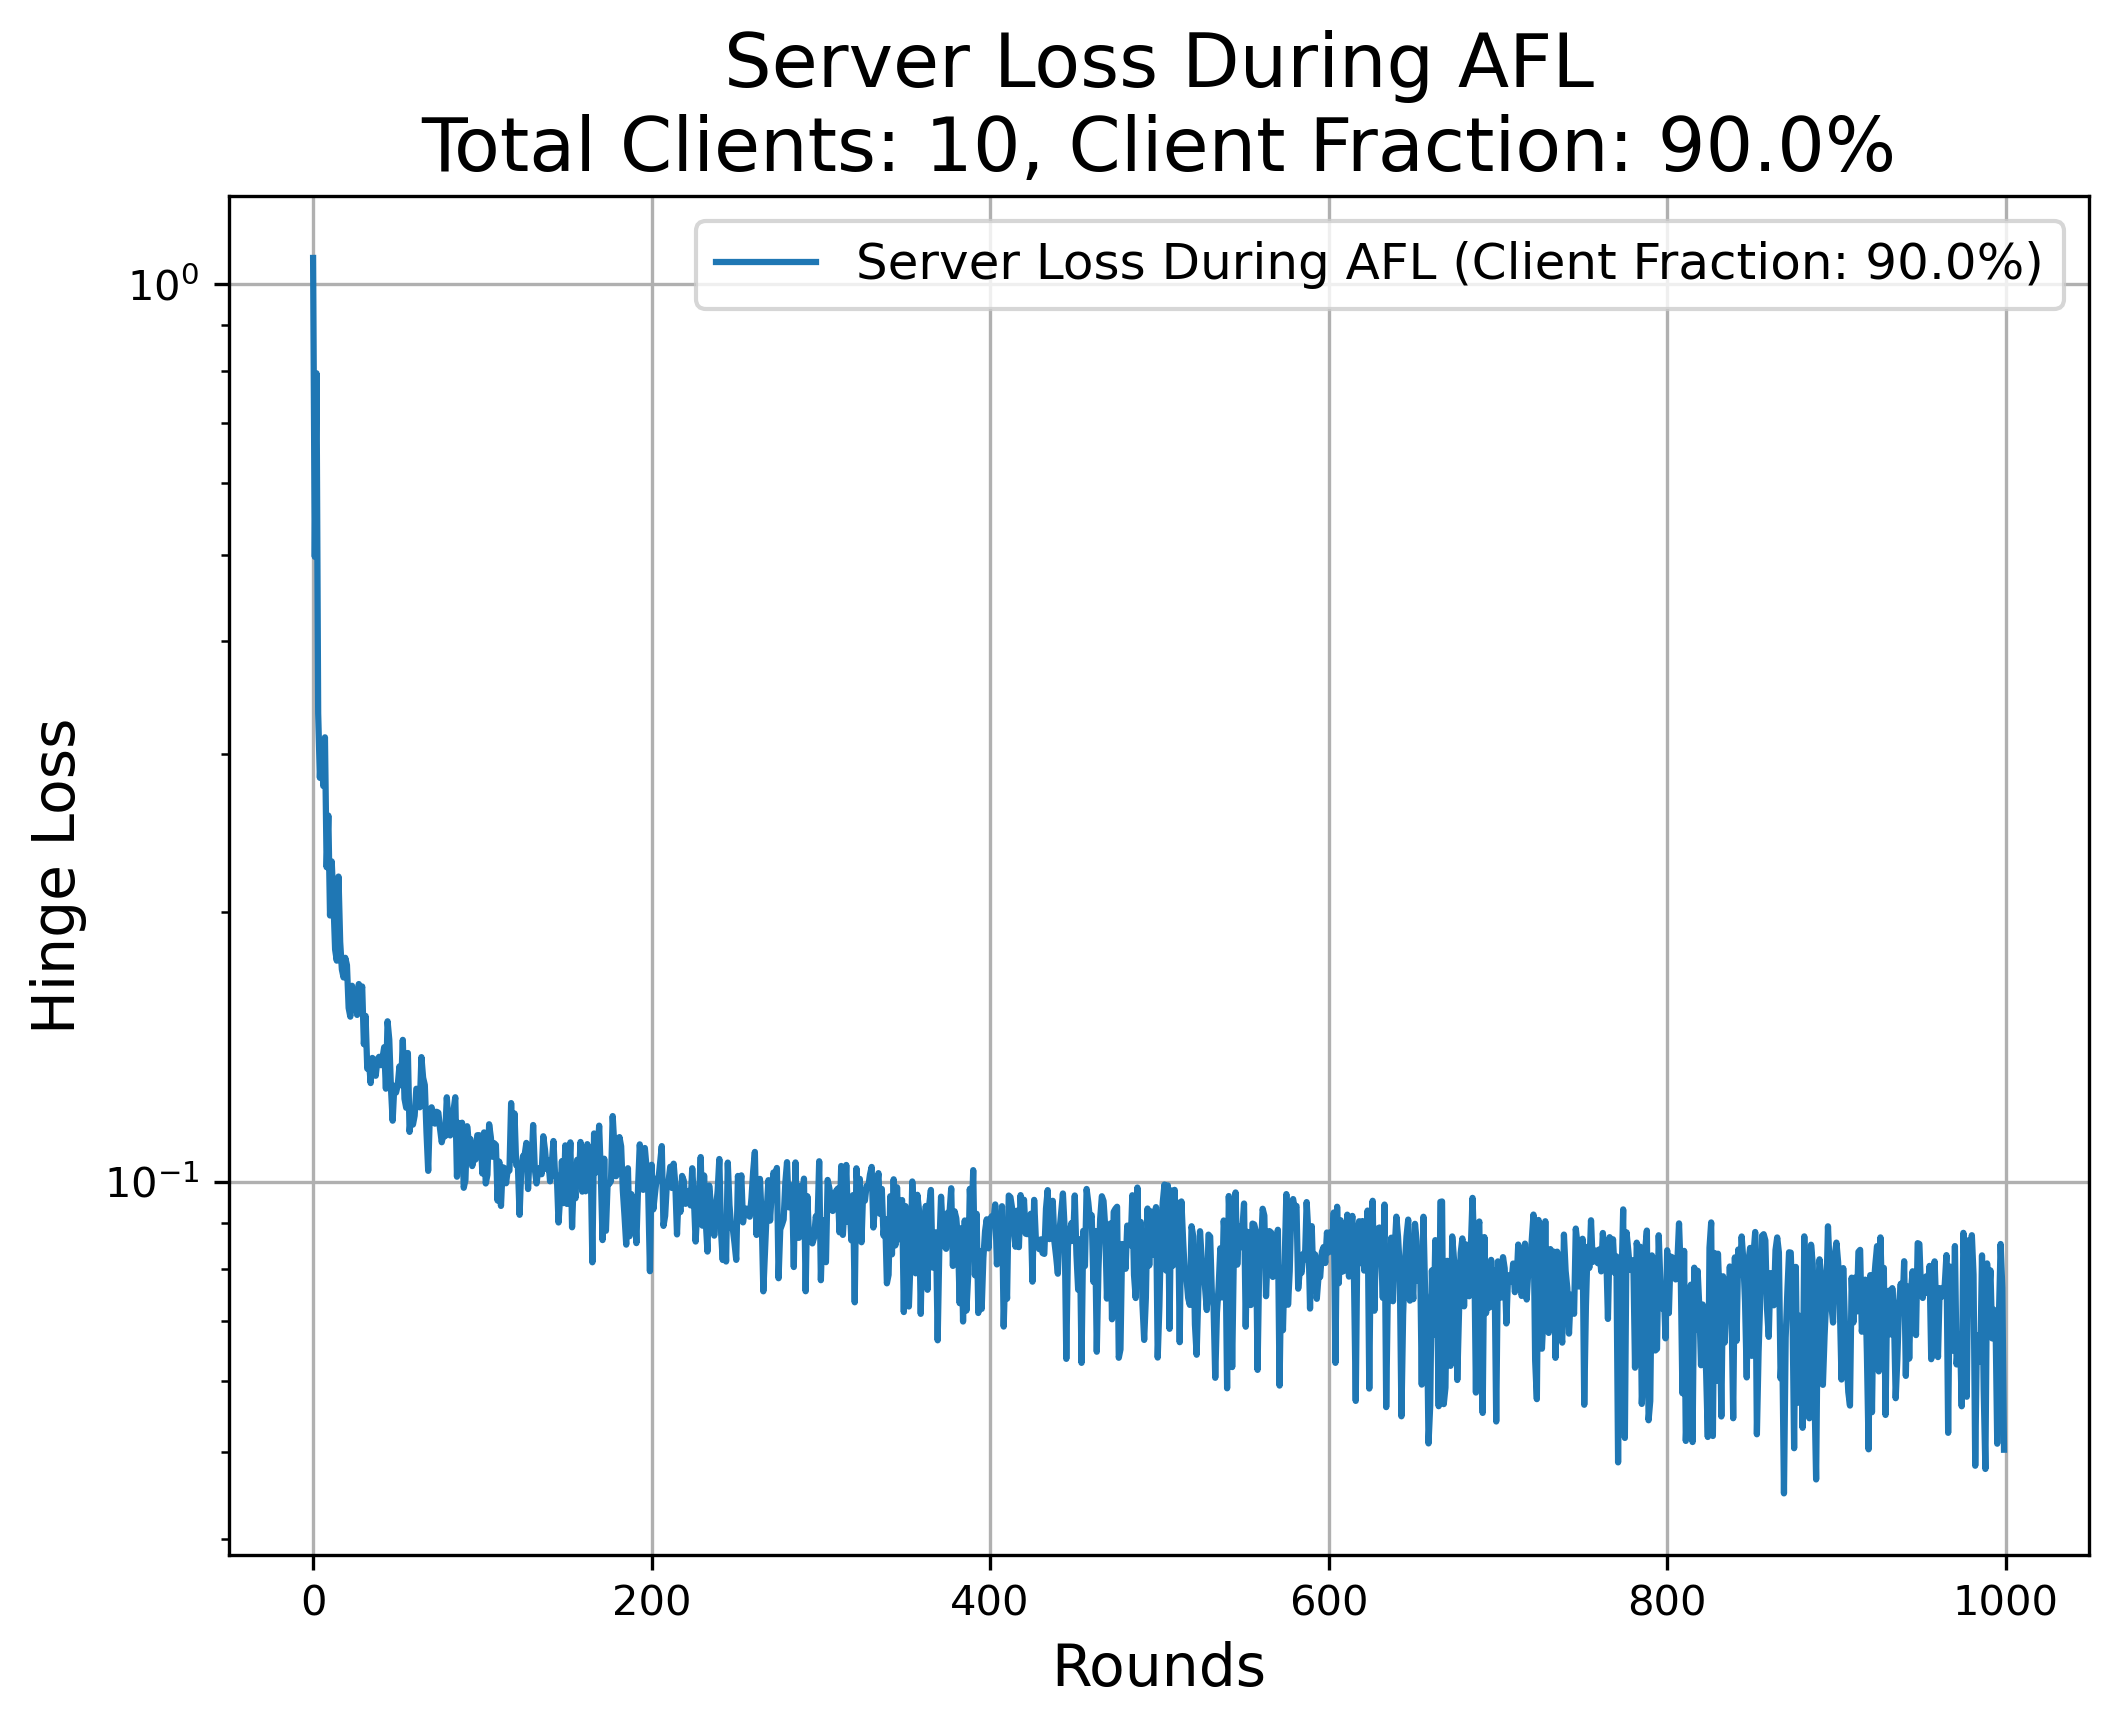 Server Loss During AFL
Total Clients: 10, Client Fraction: 90.0%
Server Loss During AFL (Client Fraction: 90.0%)
10⁰
10⁻¹
Hinge Loss
0 200 400 600 800 1000
Rounds